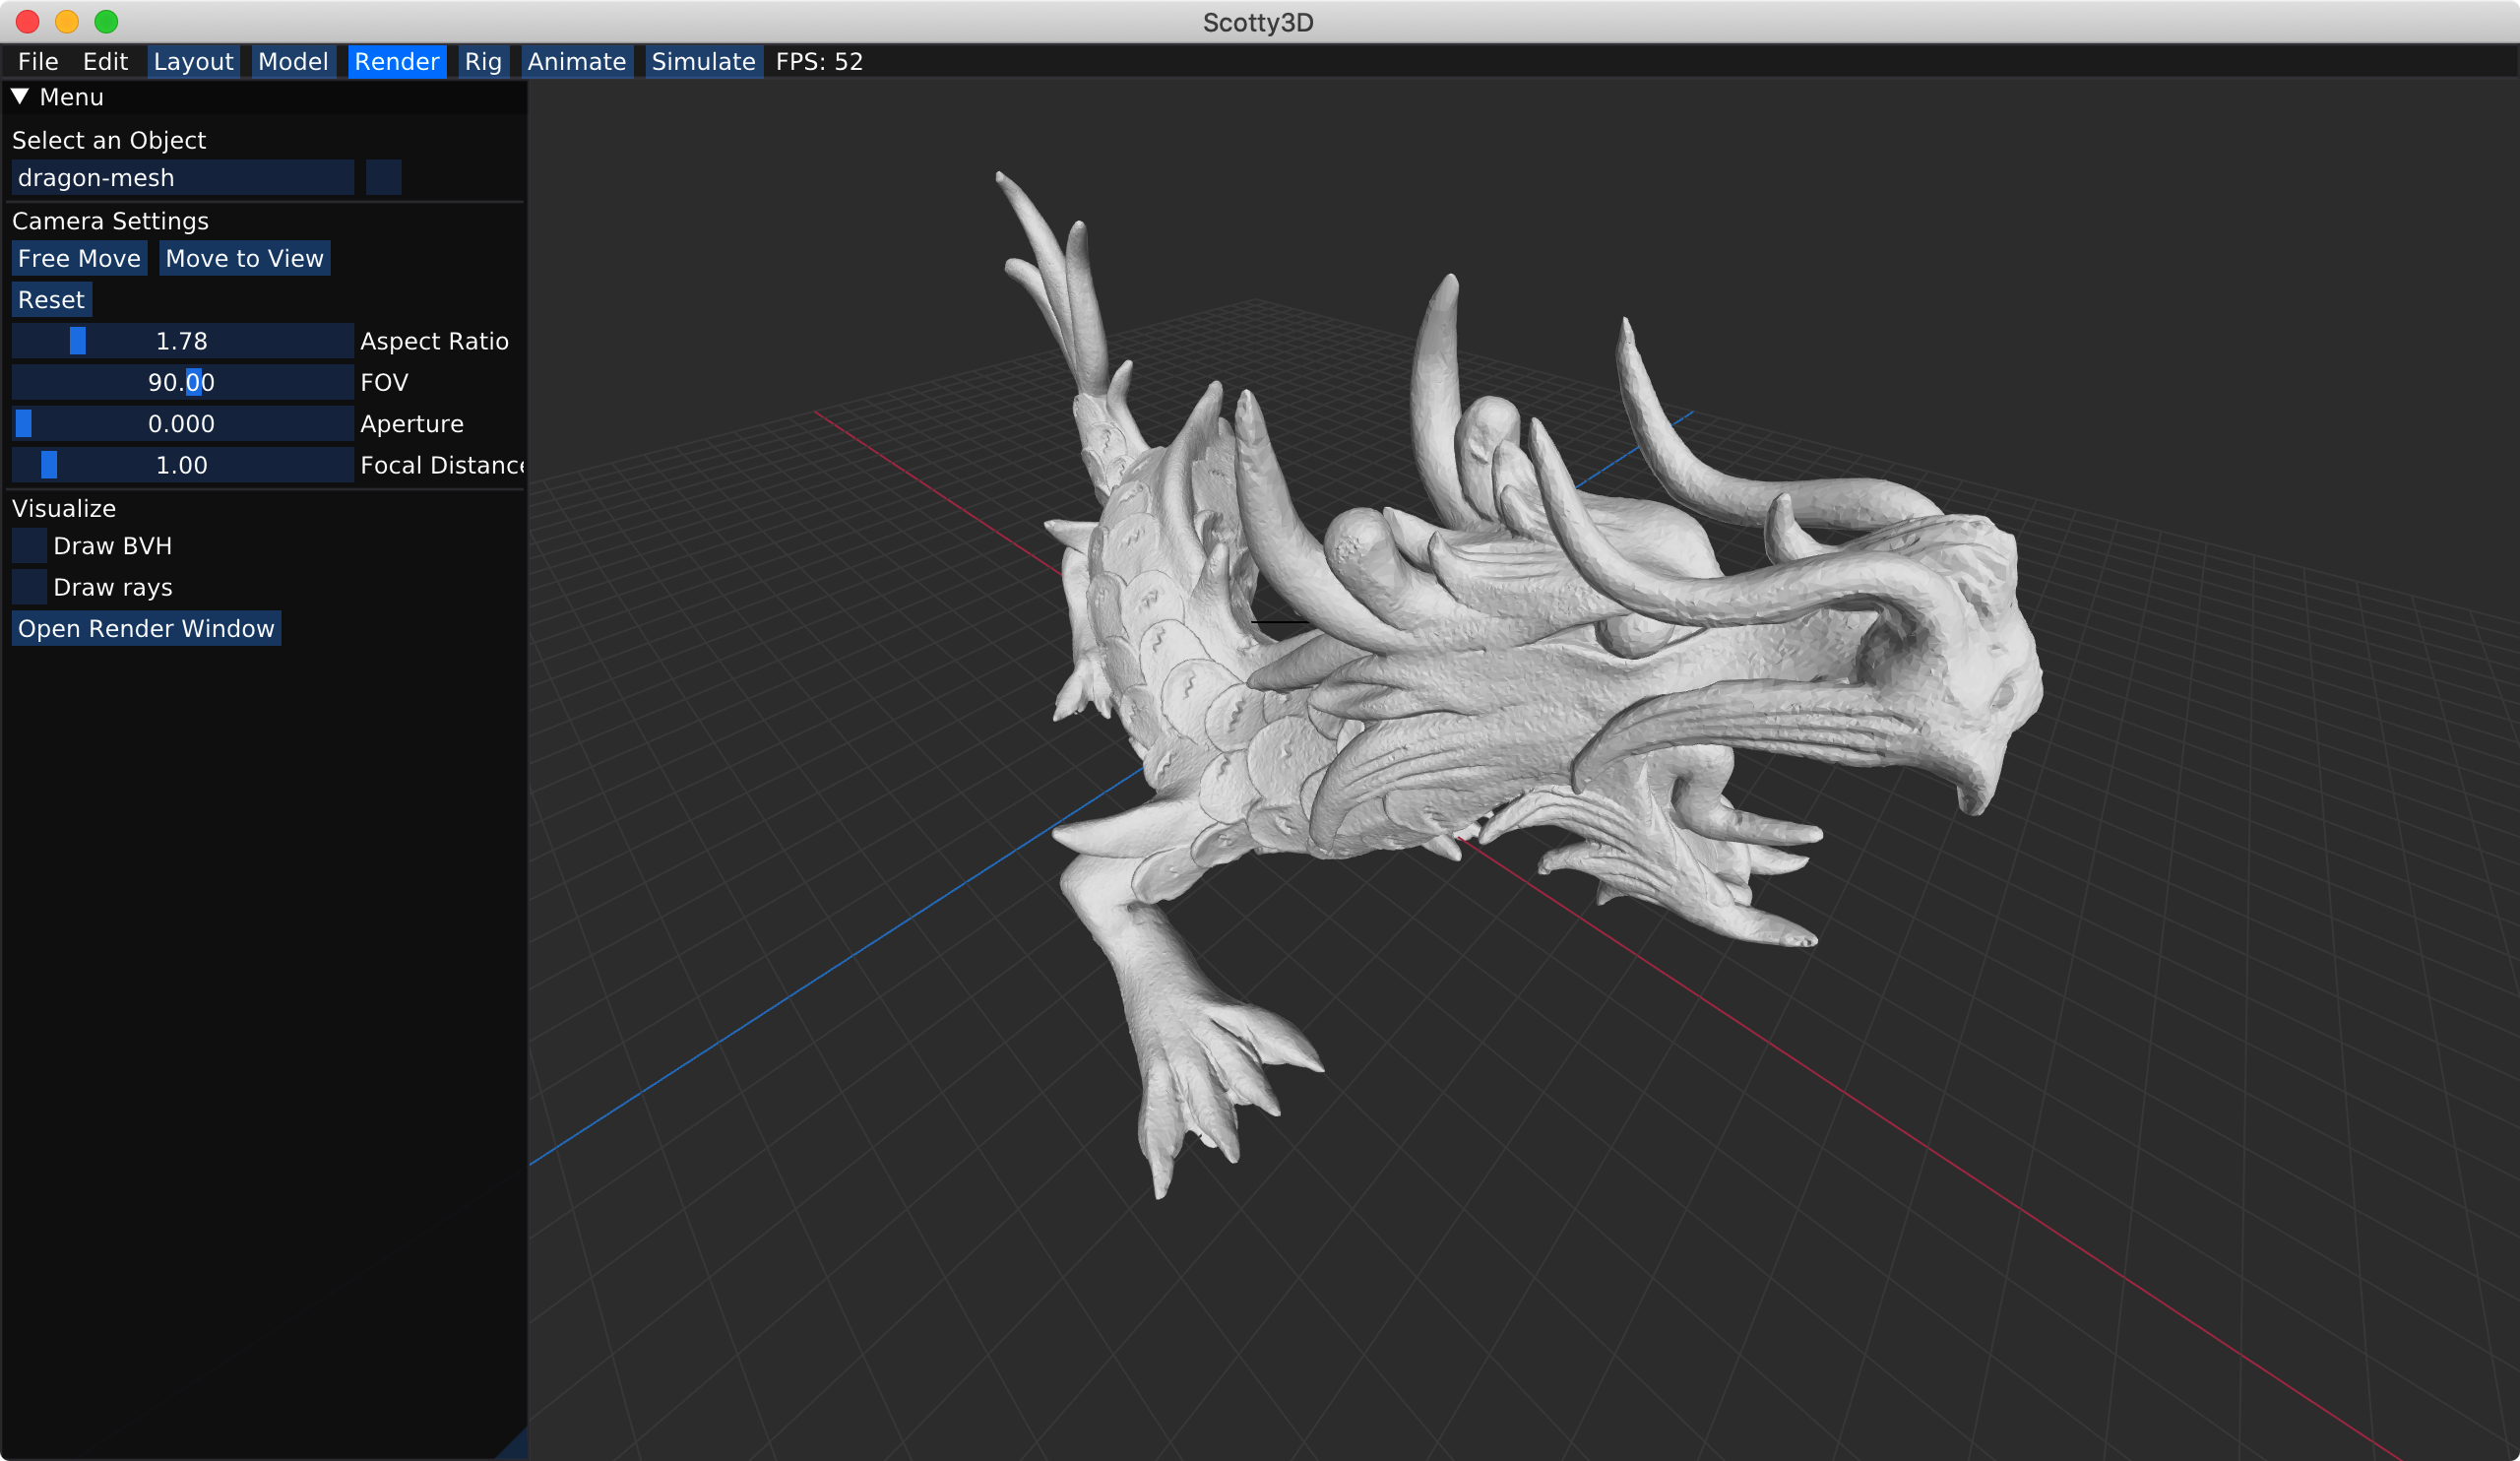 Scotty3D
File Edit Layout Model Render Rig Animate Simulate FPS: 52
Menu
Select an Object
dragon-mesh
Camera Settings
Free Move Move to View
Reset
1.78 Aspect Ratio
90.00 FOV
0.000 Aperture
1.00 Focal Distance
Visualize
Draw BVH
Draw rays
Open Render Window